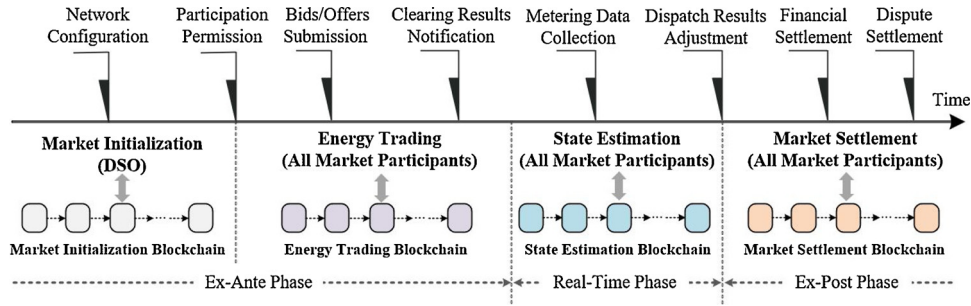 Network
Configuration
Participation
Permission
Bids/Offers
Submission
Clearing Results
Notification
Metering Data
Collection
Dispatch Results
Adjustment
Financial
Settlement
Dispute
Settlement
Time
Market Initialization
(DSO)
Energy Trading
(All Market Participants)
State Estimation
(All Market Participants)
Market Settlement
(All Market Participants)
Market Initialization Blockchain
Energy Trading Blockchain
State Estimation Blockchain
Market Settlement Blockchain
Ex-Ante Phase
Real-Time Phase
Ex-Post Phase